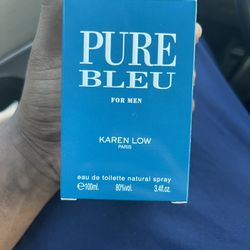 PURE
BLEU
FOR MEN
KAREN LOW
PARIS
eau de toilette natural spray
℮100ml. 80%vol. 3.4fl.oz.